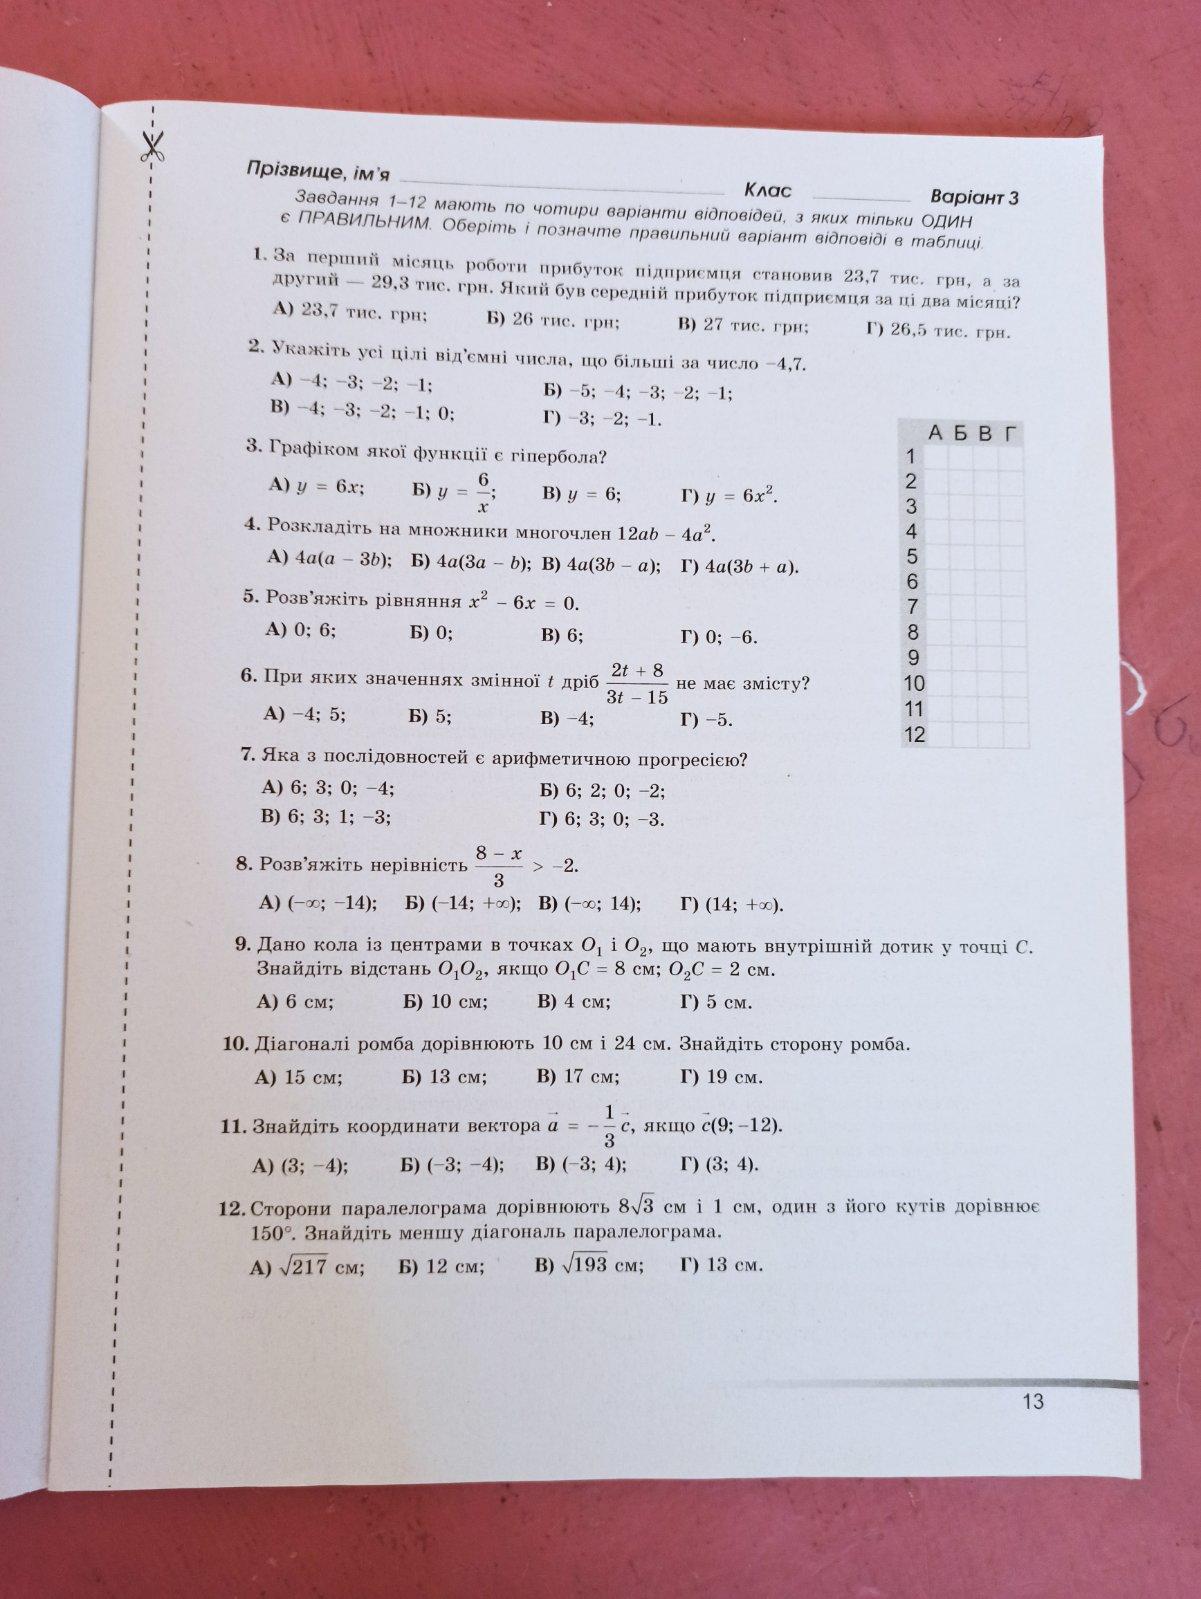 Прізвище, ім'я ____________ Клас ________ Варіант 3
Завдання 1–12 мають по чотири варіанти відповідей, з яких тільки ОДИН
є ПРАВИЛЬНИМ. Оберіть і позначте правильний варіант відповіді в таблиці.
1. За перший місяць роботи прибуток підприємця становив 23,7 тис. грн, а за
другий — 29,3 тис. грн. Який був середній прибуток підприємця за ці два місяці?
А) 23,7 тис. грн; Б) 26 тис. грн; В) 27 тис. грн; Г) 26,5 тис. грн.
2. Укажіть усі цілі від'ємні числа, що більші за число –4,7.
А) –4; –3; –2; –1; Б) –5; –4; –3; –2; –1;
В) –4; –3; –2; –1; 0; Г) –3; –2; –1.
3. Графіком якої функції є гіпербола?
А) y = 6x; Б) y = 6/x; В) y = 6; Г) y = 6x².
4. Розкладіть на множники многочлен 12ab – 4a².
А) 4a(a – 3b); Б) 4a(3a – b); В) 4a(3b – a); Г) 4a(3b + a).
5. Розв'яжіть рівняння x² – 6x = 0.
А) 0; 6; Б) 0; В) 6; Г) 0; –6.
6. При яких значеннях змінної t дріб (2t + 8)/(3t – 15) не має змісту?
А) –4; 5; Б) 5; В) –4; Г) –5.
7. Яка з послідовностей є арифметичною прогресією?
А) 6; 3; 0; –4; Б) 6; 2; 0; –2;
В) 6; 3; 1; –3; Г) 6; 3; 0; –3.
8. Розв'яжіть нерівність (8 – x)/3 > –2.
А) (–∞; –14); Б) (–14; +∞); В) (–∞; 14); Г) (14; +∞).
9. Дано кола із центрами в точках O₁ і O₂, що мають внутрішній дотик у точці C.
Знайдіть відстань O₁O₂, якщо O₁C = 8 см; O₂C = 2 см.
А) 6 см; Б) 10 см; В) 4 см; Г) 5 см.
10. Діагоналі ромба дорівнюють 10 см і 24 см. Знайдіть сторону ромба.
А) 15 см; Б) 13 см; В) 17 см; Г) 19 см.
11. Знайдіть координати вектора a⃗ = –1/3 c⃗, якщо c⃗(9; –12).
А) (3; –4); Б) (–3; –4); В) (–3; 4); Г) (3; 4).
12. Сторони паралелограма дорівнюють 8√3 см і 1 см, один з його кутів дорівнює
150°. Знайдіть меншу діагональ паралелограма.
А) √217 см; Б) 12 см; В) √193 см; Г) 13 см.
А Б В Г
1
2
3
4
5
6
7
8
9
10
11
12
13